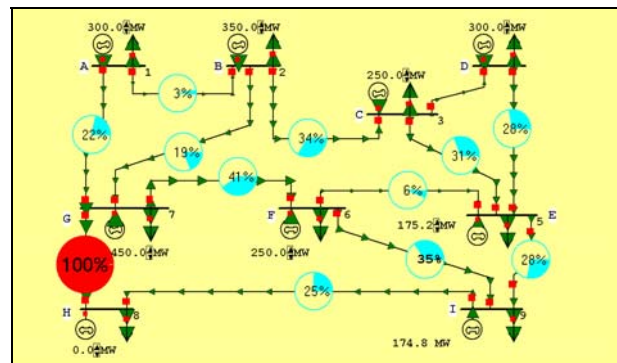 300.0 MW
350.0 MW
300.0 MW
A
1
B
2
D
4
250.0 MW
3%
C
3
22%
34%
28%
19%
31%
41%
6%
G
7
F
6
175.2 MW
E
5
450.0 MW
250.0 MW
100%
35%
28%
25%
H
8
I
9
0.0 MW
174.8 MW